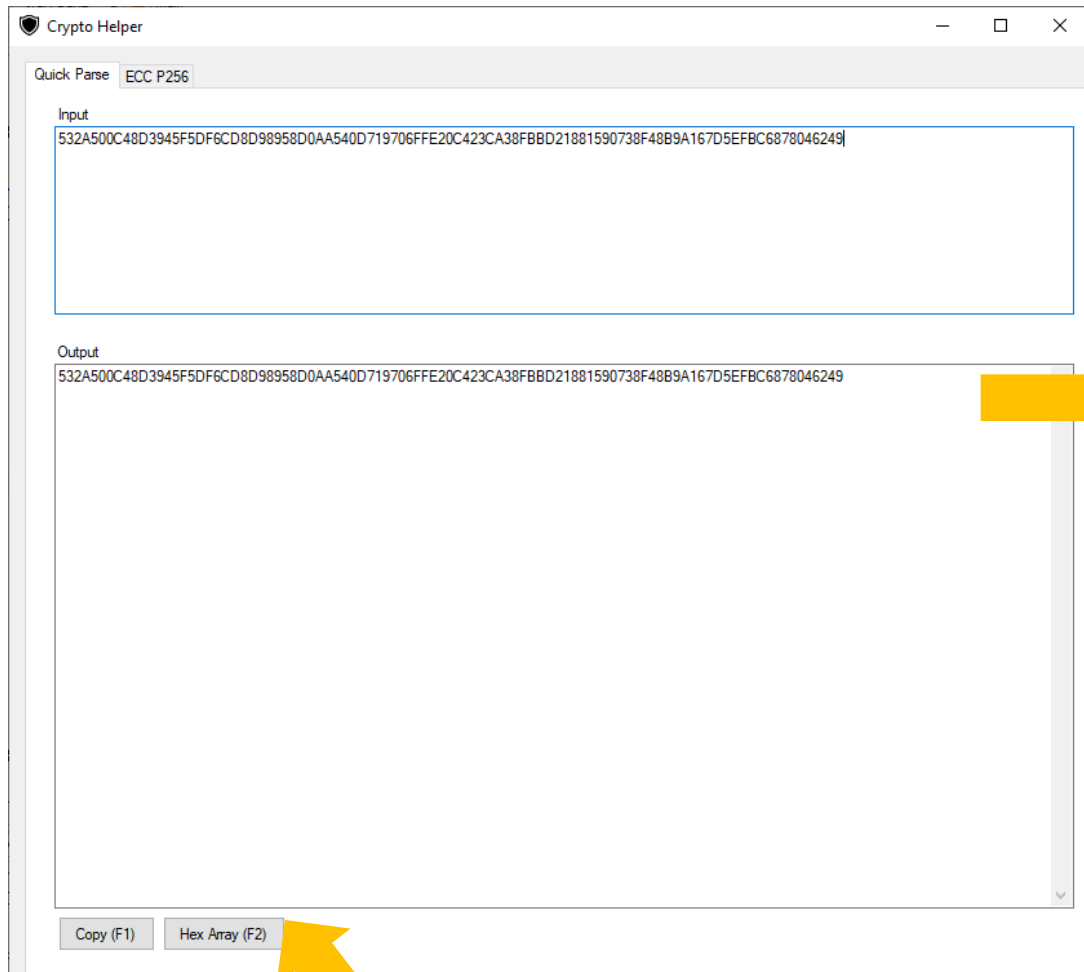 Crypto Helper
Quick Parse ECC P256
Input
532A500C48D3945F5DF6CD8D98958D0AA540D719706FFE20C423CA38FBBD21881590738F48B9A167D5EFBC6878046249
Output
532A500C48D3945F5DF6CD8D98958D0AA540D719706FFE20C423CA38FBBD21881590738F48B9A167D5EFBC6878046249
Copy (F1) Hex Array (F2)